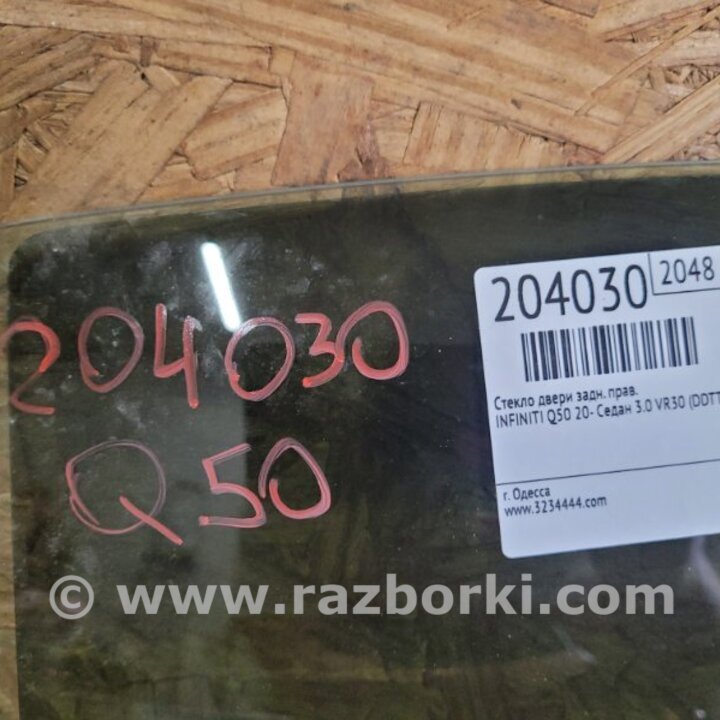 204030
Q50
204030 2048
Стекло двери задн. прав.
INFINITI Q50 20- Седан 3.0 VR30 (DDTT
г. Одесса
www.3234444.com
© www.razborki.com